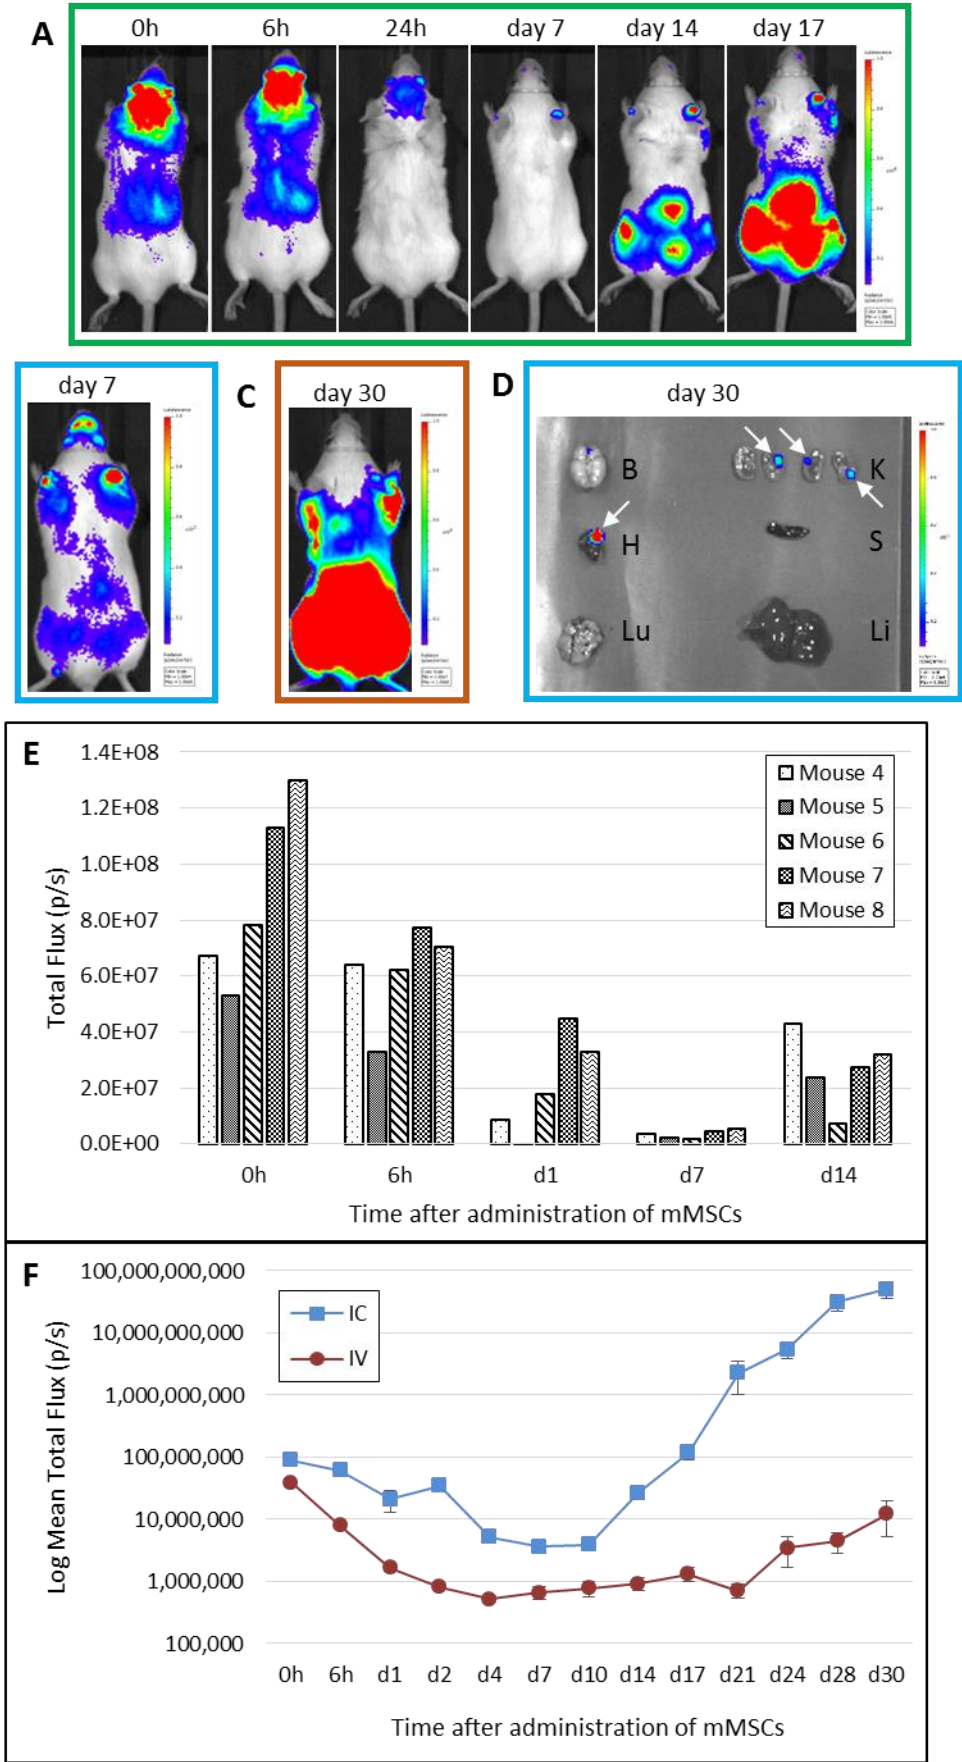 A
0h 6h 24h day 7 day 14 day 17
day 7
C
day 30
D
day 30
B
K
H
S
Lu
Li
E
1.4E+08
1.2E+08
1.0E+08
8.0E+07
6.0E+07
4.0E+07
2.0E+07
0.0E+00
Total Flux (p/s)
Mouse 4
Mouse 5
Mouse 6
Mouse 7
Mouse 8
0h 6h d1 d7 d14
Time after administration of mMSCs
F
100,000,000,000
10,000,000,000
1,000,000,000
100,000,000
10,000,000
1,000,000
100,000
Log Mean Total Flux (p/s)
IC
IV
0h 6h d1 d2 d4 d7 d10 d14 d17 d21 d24 d28 d30
Time after administration of mMSCs